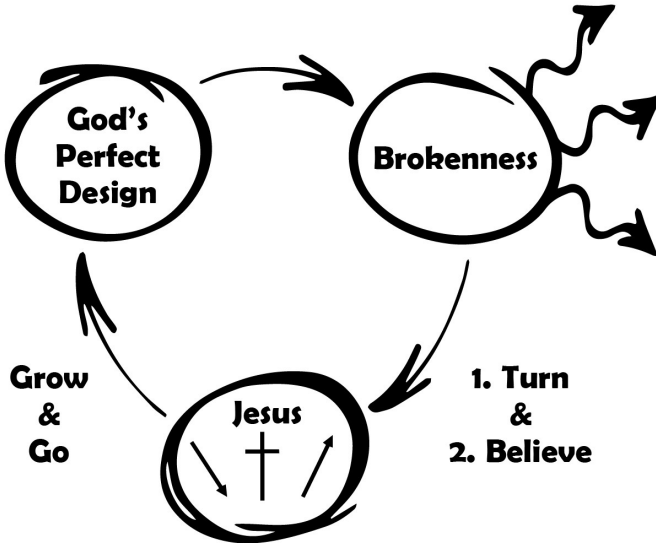 God's
Perfect
Design
Brokenness
Grow
&
Go
Jesus
1. Turn
&
2. Believe